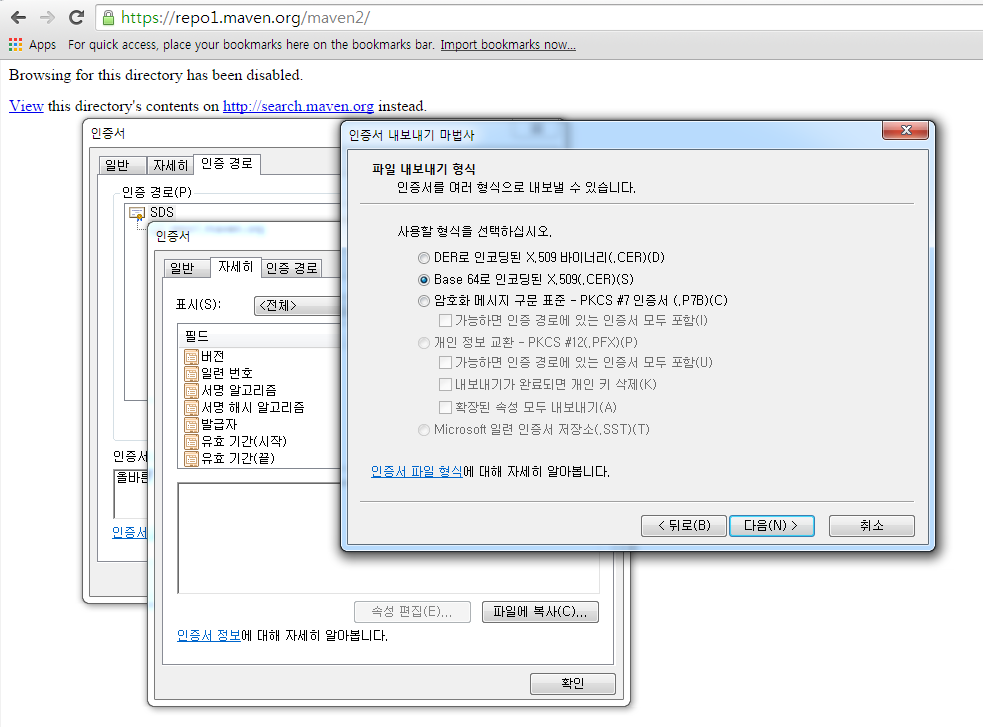 https://repo1.maven.org/maven2/
Apps For quick access, place your bookmarks here on the bookmarks bar. Import bookmarks now...
Browsing for this directory has been disabled.
View this directory's contents on http://search.maven.org instead.
인증서
일반 자세히 인증 경로
인증 경로(P)
SDS
인증서
올바른
인증서
인증서
일반 자세히 인증 경로
표시(S): <전체>
필드
버전
일련 번호
서명 알고리즘
서명 해시 알고리즘
발급자
유효 기간(시작)
유효 기간(끝)
속성 편집(E)... 파일에 복사(C)...
인증서 정보에 대해 자세히 알아봅니다.
확인
인증서 내보내기 마법사
파일 내보내기 형식
인증서를 여러 형식으로 내보낼 수 있습니다.
사용할 형식을 선택하십시오.
DER로 인코딩된 X.509 바이너리(.CER)(D)
Base 64로 인코딩된 X.509(.CER)(S)
암호화 메시지 구문 표준 - PKCS #7 인증서 (.P7B)(C)
가능하면 인증 경로에 있는 인증서 모두 포함(I)
개인 정보 교환 - PKCS #12(.PFX)(P)
가능하면 인증 경로에 있는 인증서 모두 포함(U)
내보내기가 완료되면 개인 키 삭제(K)
확장된 속성 모두 내보내기(A)
Microsoft 일련 인증서 저장소(.SST)(T)
인증서 파일 형식에 대해 자세히 알아봅니다.
< 뒤로(B) 다음(N) > 취소